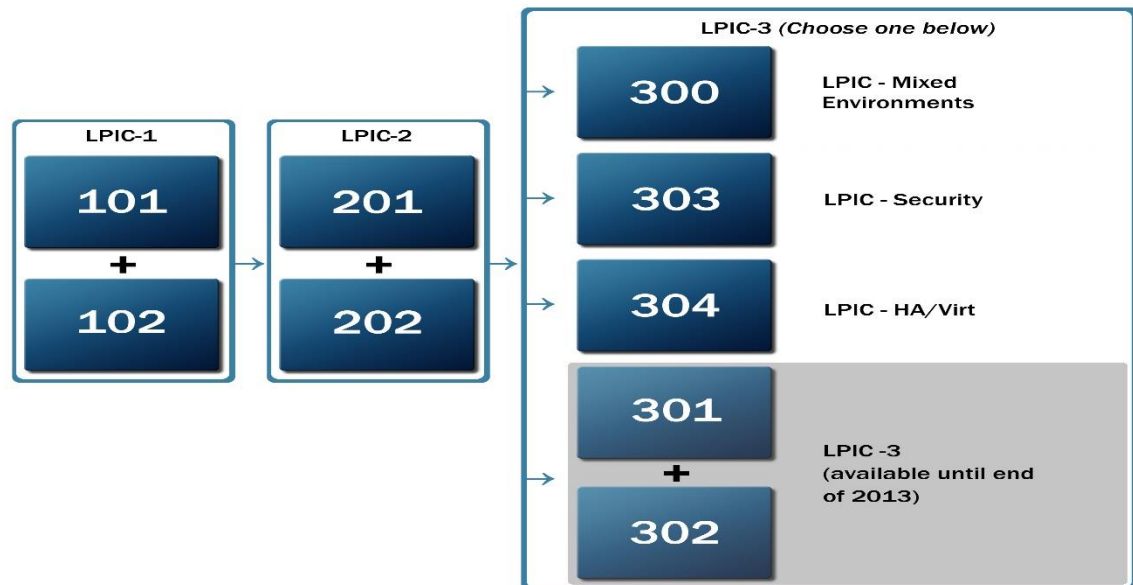 LPIC-1
101
+
102
LPIC-2
201
+
202
LPIC-3 (Choose one below)
300
LPIC - Mixed
Environments
303
LPIC - Security
304
LPIC - HA/Virt
301
+
302
LPIC -3
(available until end
of 2013)